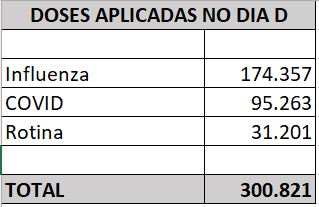 DOSES APLICADAS NO DIA D
Influenza 174.357
COVID 95.263
Rotina 31.201
TOTAL 300.821